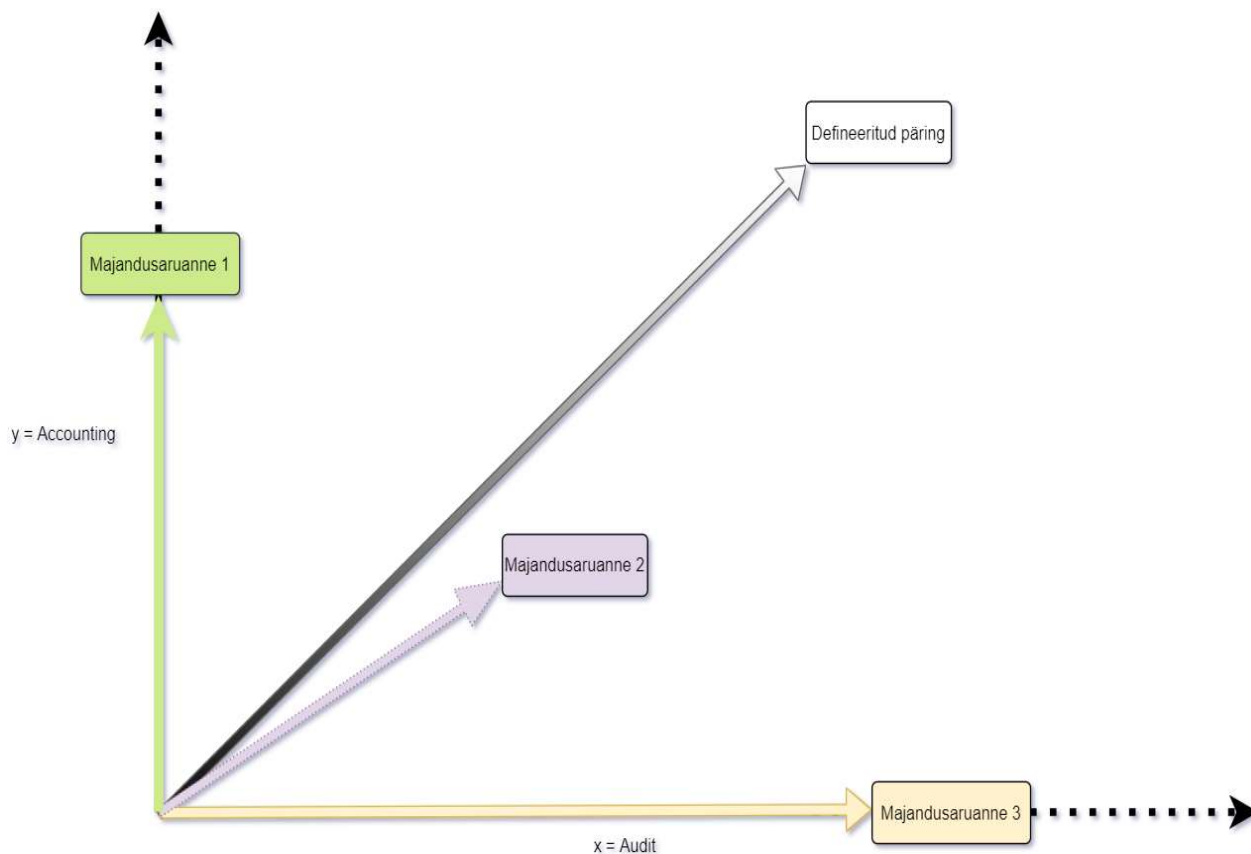 Defineeritud päring
Majandusaruanne 1
y = Accounting
Majandusaruanne 2
Majandusaruanne 3
x = Audit